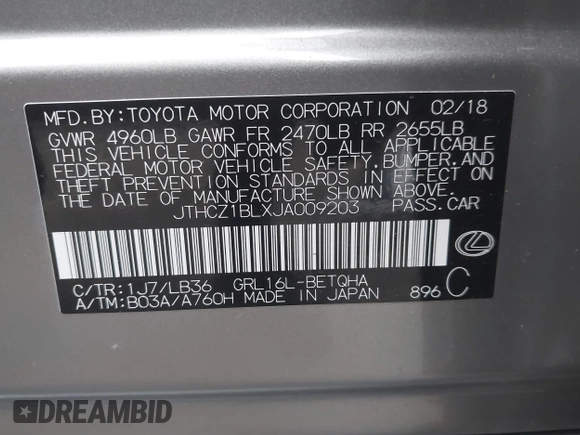 MFD.BY:TOYOTA MOTOR CORPORATION 02/18
GVWR 4960LB GAWR FR 2470LB RR 2655LB
THIS VEHICLE CONFORMS TO ALL APPLICABLE
FEDERAL MOTOR VEHICLE SAFETY,BUMPER,AND
THEFT PREVENTION STANDARDS IN EFFECT ON
THE DATE OF MANUFACTURE SHOWN ABOVE.
JTHCZ1BLXJA009203 PASS.CAR
C/TR:1J7/LB36 GRL16L-BETQHA
A/TM:B03A/A760H MADE IN JAPAN 896 C
DREAMBID